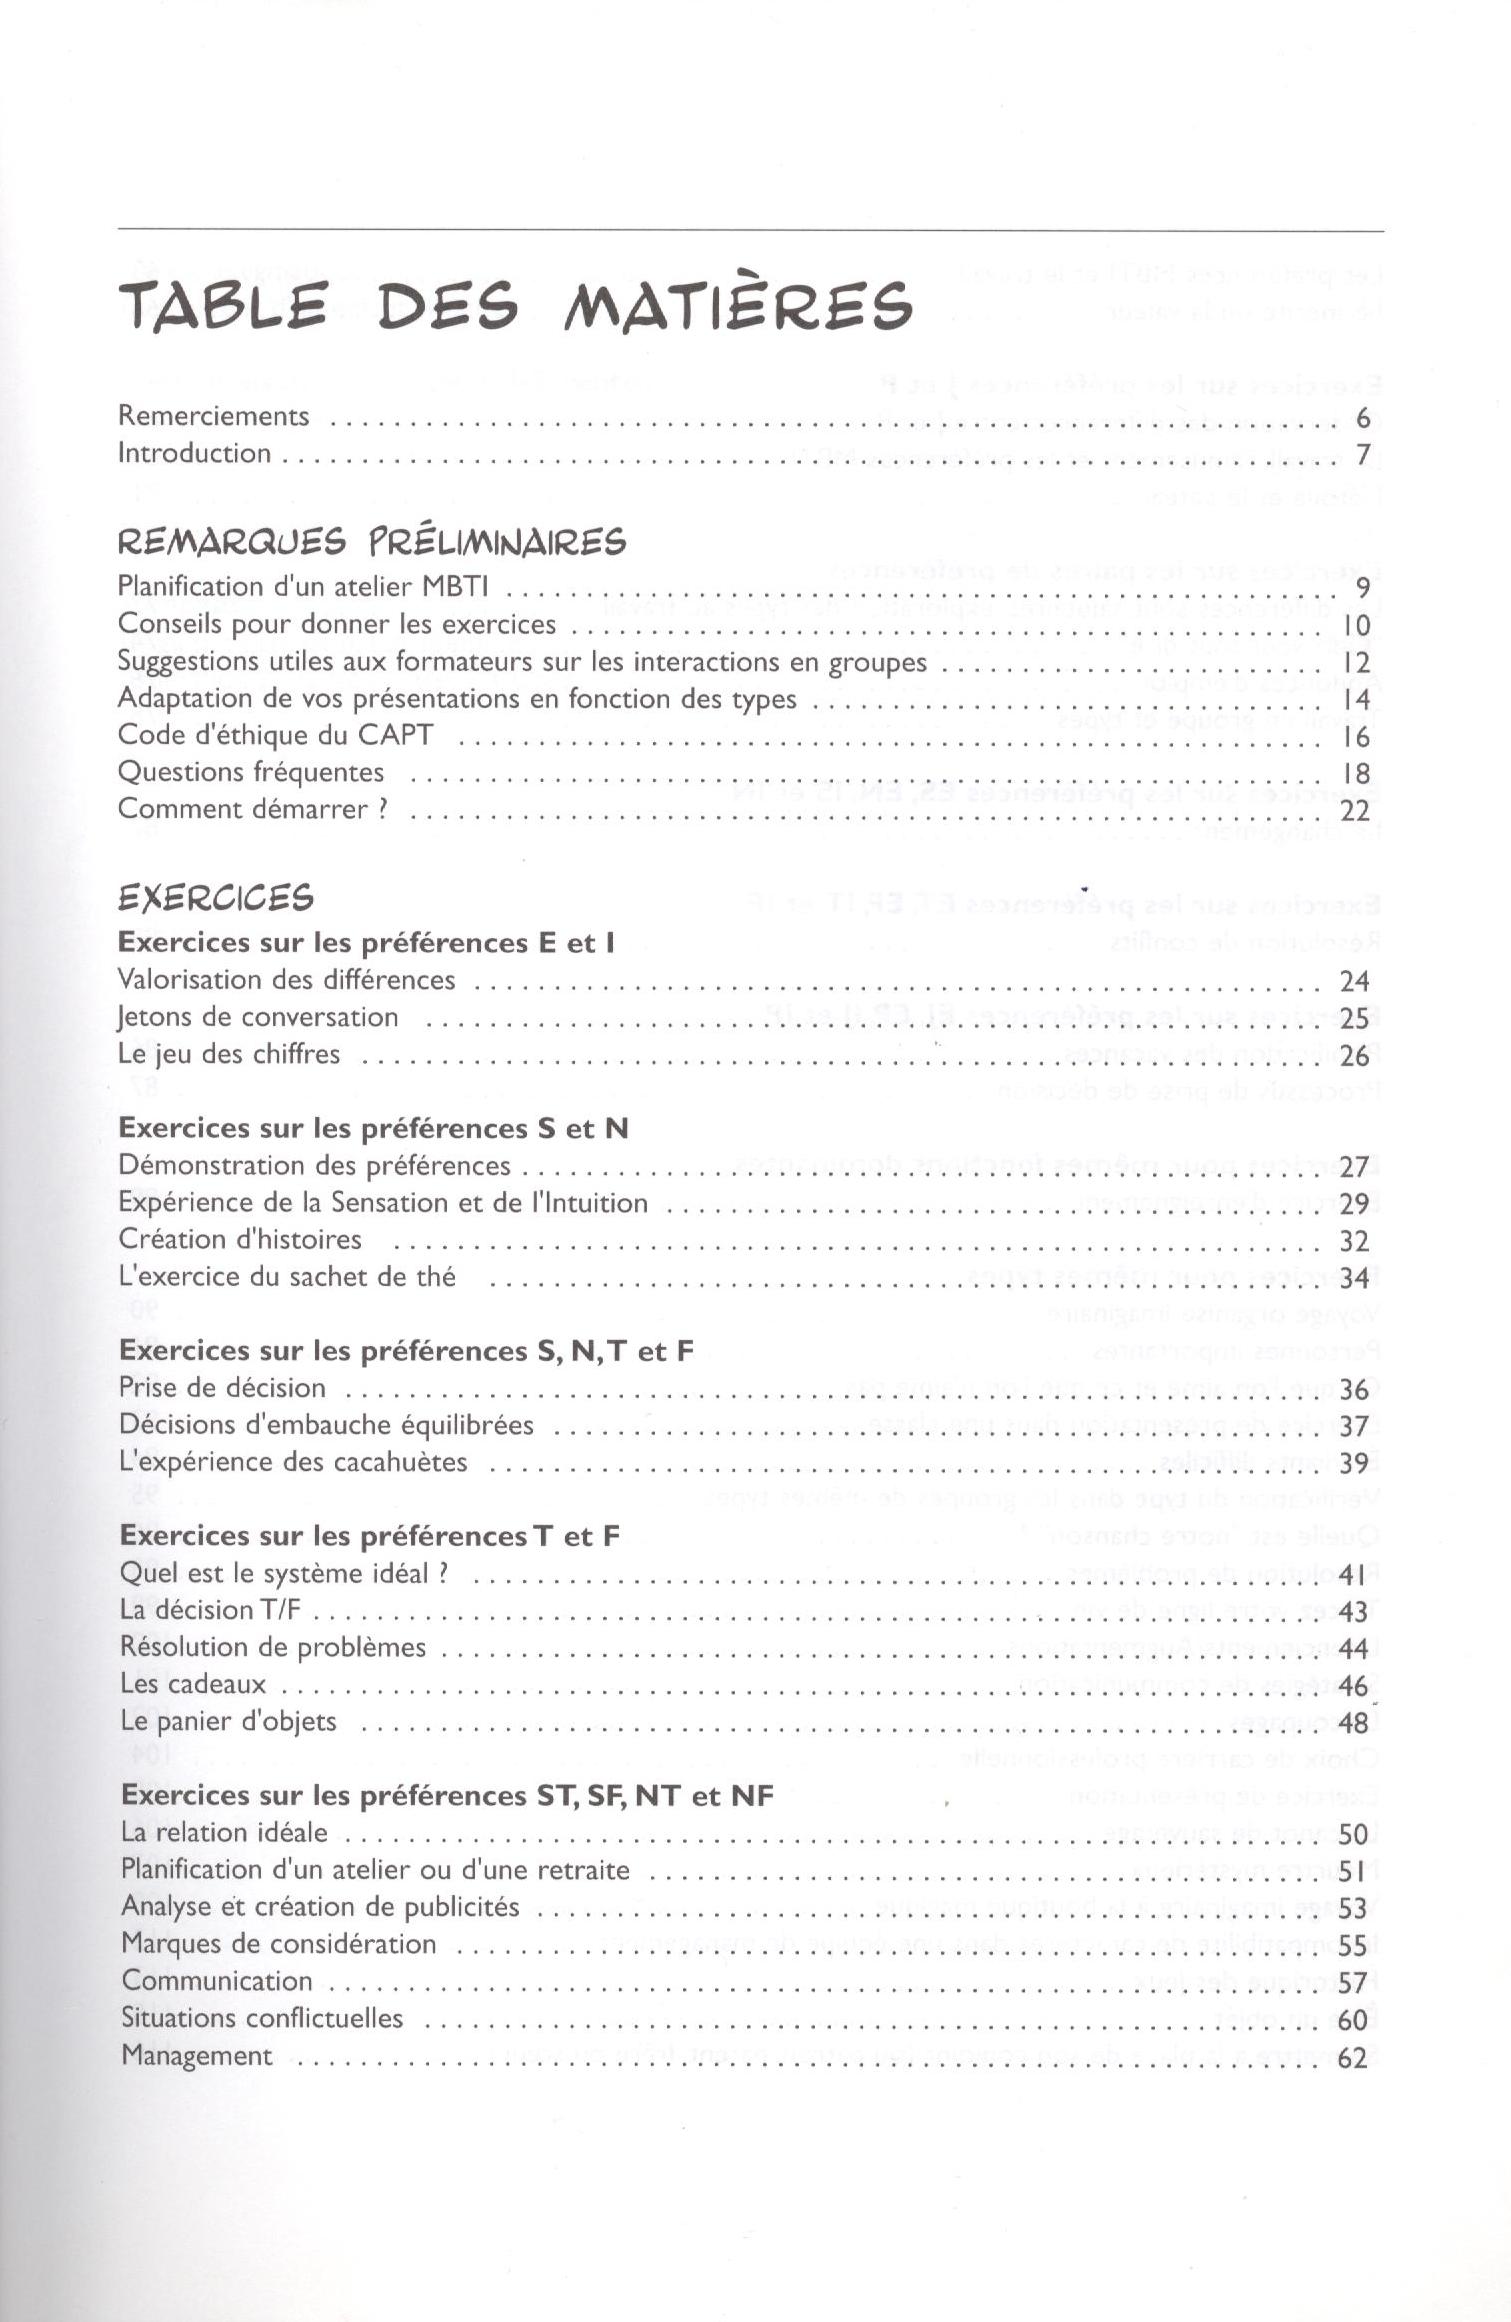 TABLE DES MATIÈRES
Remerciements . . . . . . . . . . 6
Introduction . . . . . . . . . . 7
REMARQUES PRÉLIMINAIRES
Planification d'un atelier MBTI . . . . . . . . . . 9
Conseils pour donner les exercices . . . . . . . . . . 10
Suggestions utiles aux formateurs sur les interactions en groupes . . . . . . . . . . 12
Adaptation de vos présentations en fonction des types . . . . . . . . . . 14
Code d'éthique du CAPT . . . . . . . . . . 16
Questions fréquentes . . . . . . . . . . 18
Comment démarrer ? . . . . . . . . . . 22
EXERCICES
Exercices sur les préférences E et I
Valorisation des différences . . . . . . . . . . 24
Jetons de conversation . . . . . . . . . . 25
Le jeu des chiffres . . . . . . . . . . 26
Exercices sur les préférences S et N
Démonstration des préférences . . . . . . . . . . 27
Expérience de la Sensation et de l'Intuition . . . . . . . . . . 29
Création d'histoires . . . . . . . . . . 32
L'exercice du sachet de thé . . . . . . . . . . 34
Exercices sur les préférences S, N, T et F
Prise de décision . . . . . . . . . . 36
Décisions d'embauche équilibrées . . . . . . . . . . 37
L'expérience des cacahuètes . . . . . . . . . . 39
Exercices sur les préférences T et F
Quel est le système idéal ? . . . . . . . . . . 41
La décision T/F . . . . . . . . . . 43
Résolution de problèmes . . . . . . . . . . 44
Les cadeaux . . . . . . . . . . 46
Le panier d'objets . . . . . . . . . . 48
Exercices sur les préférences ST, SF, NT et NF
La relation idéale . . . . . . . . . . 50
Planification d'un atelier ou d'une retraite . . . . . . . . . . 51
Analyse et création de publicités . . . . . . . . . . 53
Marques de considération . . . . . . . . . . 55
Communication . . . . . . . . . . 57
Situations conflictuelles . . . . . . . . . . 60
Management . . . . . . . . . . 62